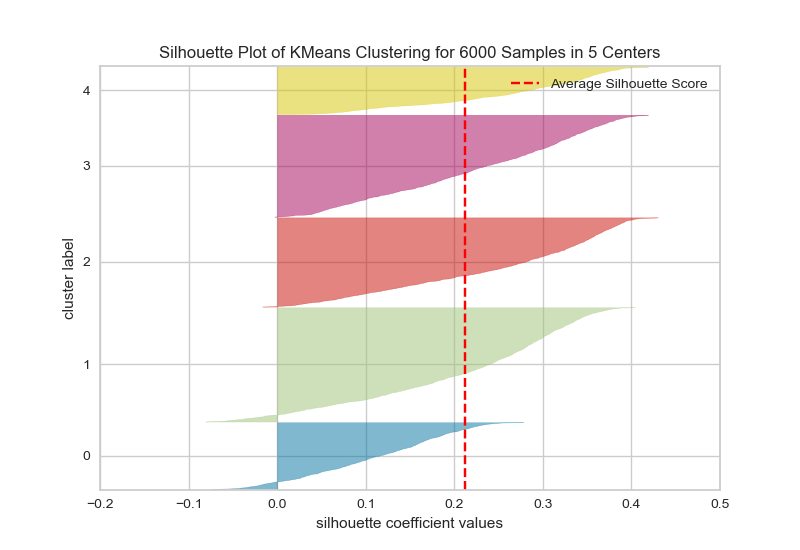 Silhouette Plot of KMeans Clustering for 6000 Samples in 5 Centers
Average Silhouette Score
4
3
2
1
0
cluster label
−0.2 −0.1 0.0 0.1 0.2 0.3 0.4 0.5
silhouette coefficient values